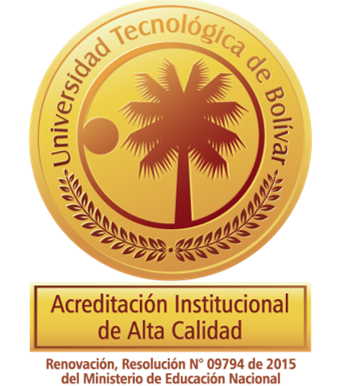 Universidad Tecnológica de Bolívar
Acreditación Institucional
de Alta Calidad
Renovación, Resolución N° 09794 de 2015
del Ministerio de Educación Nacional